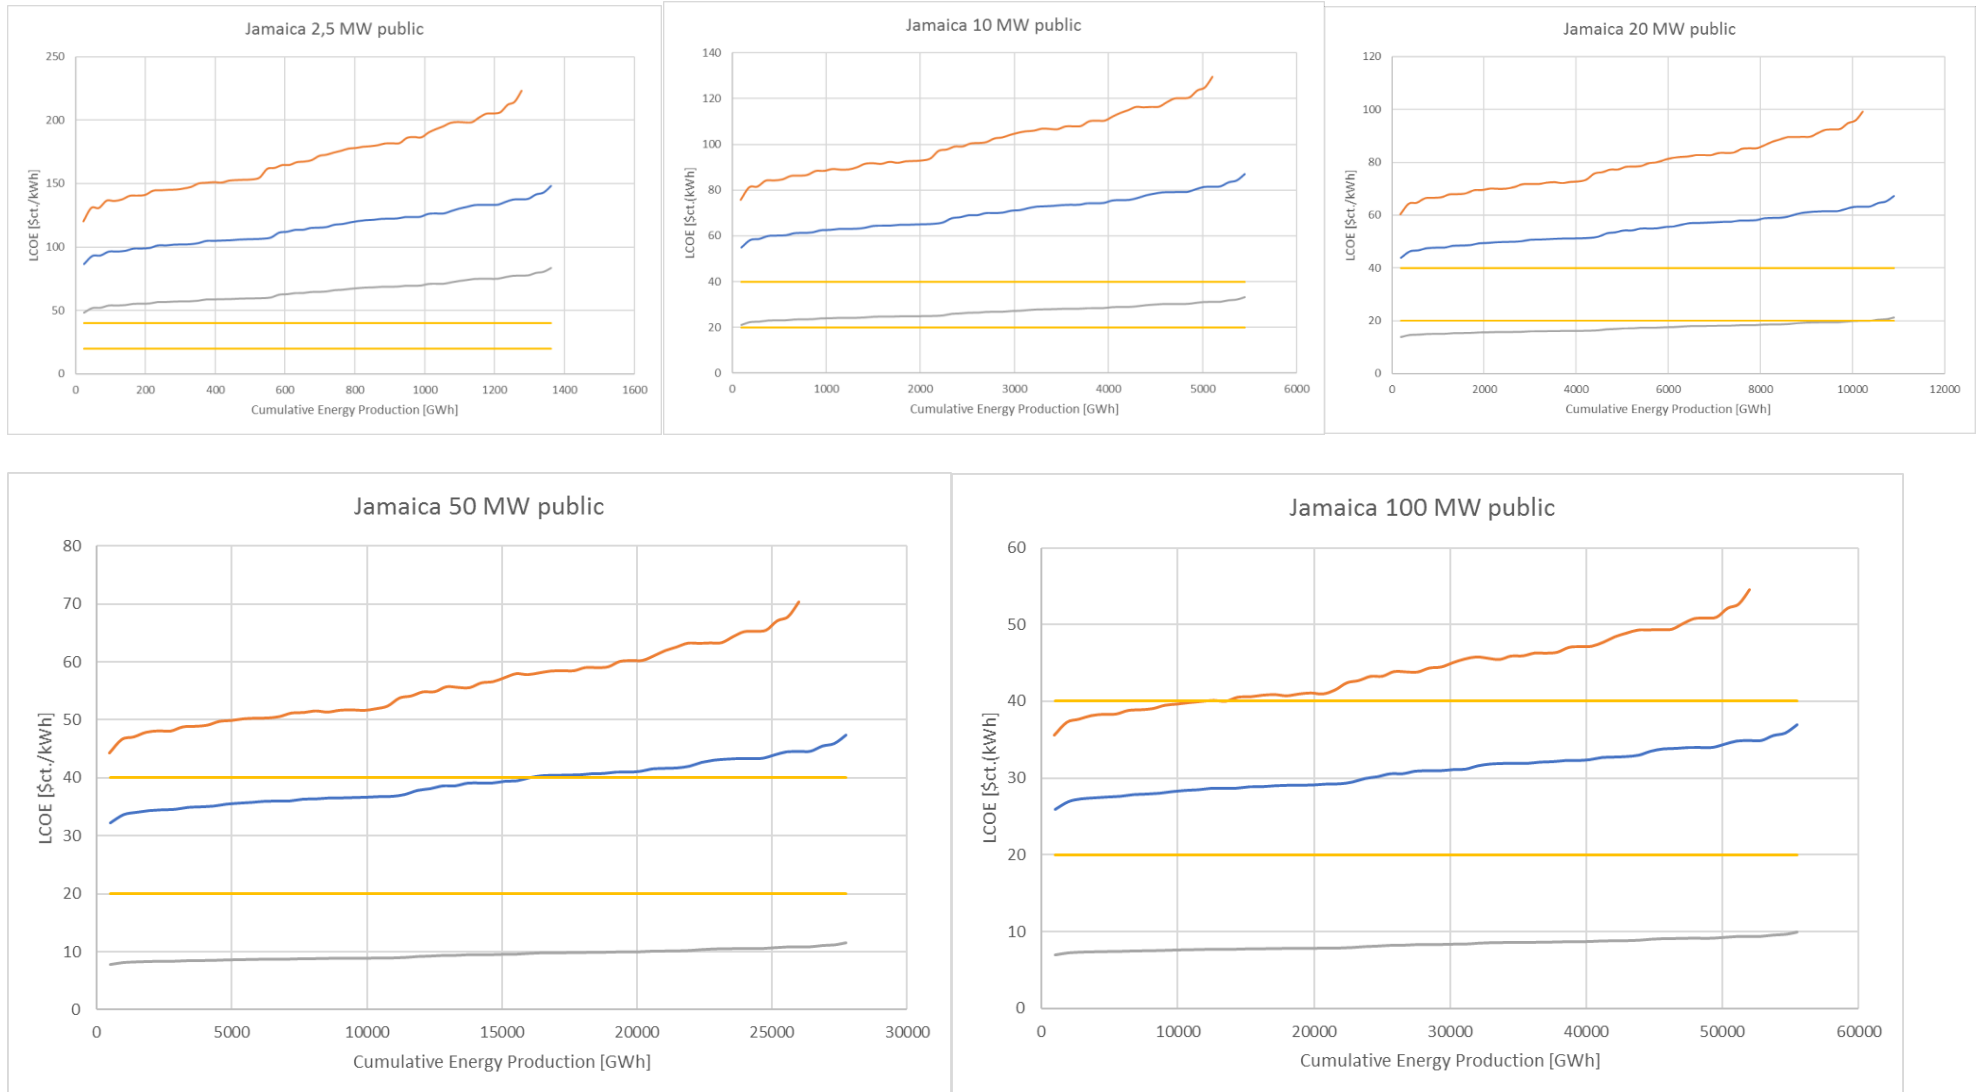 Jamaica 2,5 MW public
250
200
150
100
50
0
LCOE [$ct./kWh]
0 200 400 600 800 1000 1200 1400 1600
Cumulative Energy Production [GWh]
Jamaica 10 MW public
140
120
100
80
60
40
20
0
LCOE [$ct.(kWh]
0 1000 2000 3000 4000 5000 6000
Cumulative Energy Production [GWh]
Jamaica 20 MW public
120
100
80
60
40
20
0
LCOE [$ct./kWh]
0 2000 4000 6000 8000 10000 12000
Cumulative Energy Production [GWh]
Jamaica 50 MW public
80
70
60
50
40
30
20
10
0
LCOE [$ct./kWh]
0 5000 10000 15000 20000 25000 30000
Cumulative Energy Production [GWh]
Jamaica 100 MW public
60
50
40
30
20
10
0
LCOE [$ct.(kWh]
0 10000 20000 30000 40000 50000 60000
Cumulative Energy Production [GWh]